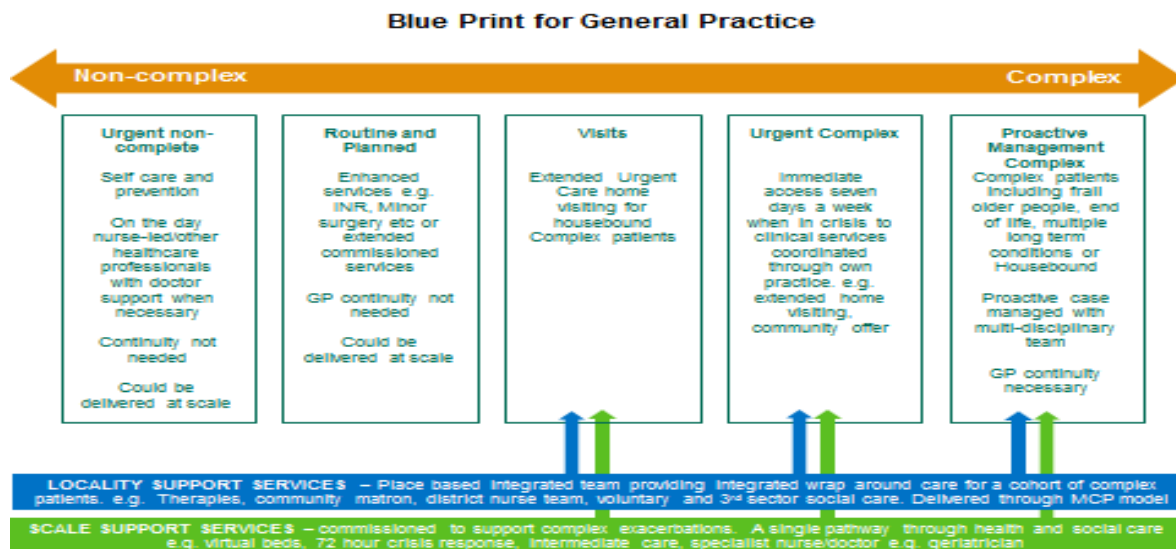 Blue Print for General Practice
Non-complex
Complex
Urgent non-
complete
Self care and
prevention
On the day
nurse-led/other
healthcare
professionals
with doctor
support when
necessary
Continuity not
needed
Could be
delivered at scale
Routine and
Planned
Enhanced
services e.g.
INR, Minor
surgery etc or
extended
commissioned
services
GP continuity not
needed
Could be
delivered at scale
Visits
Extended Urgent
Care home
visiting for
housebound
Complex patients
Urgent Complex
Immediate
access seven
days a week
when in crisis to
clinical services
coordinated
through own
practice. e.g.
extended home
visiting,
community offer
Proactive
Management
Complex
Complex patients
including frail
older people, end
of life, multiple
long term
conditions or
Housebound
Proactive case
managed with
multi-disciplinary
team
GP continuity
necessary
LOCALITY SUPPORT SERVICES – Place based integrated team providing integrated wrap around care for a cohort of complex
patients. e.g. Therapies, community matron, district nurse team, voluntary and 3rd sector social care. Delivered through MCP model
SCALE SUPPORT SERVICES – commissioned to support complex exacerbations. A single pathway through health and social care
e.g. virtual beds, 72 hour crisis response, intermediate care, specialist nurse/doctor e.g. geriatrician